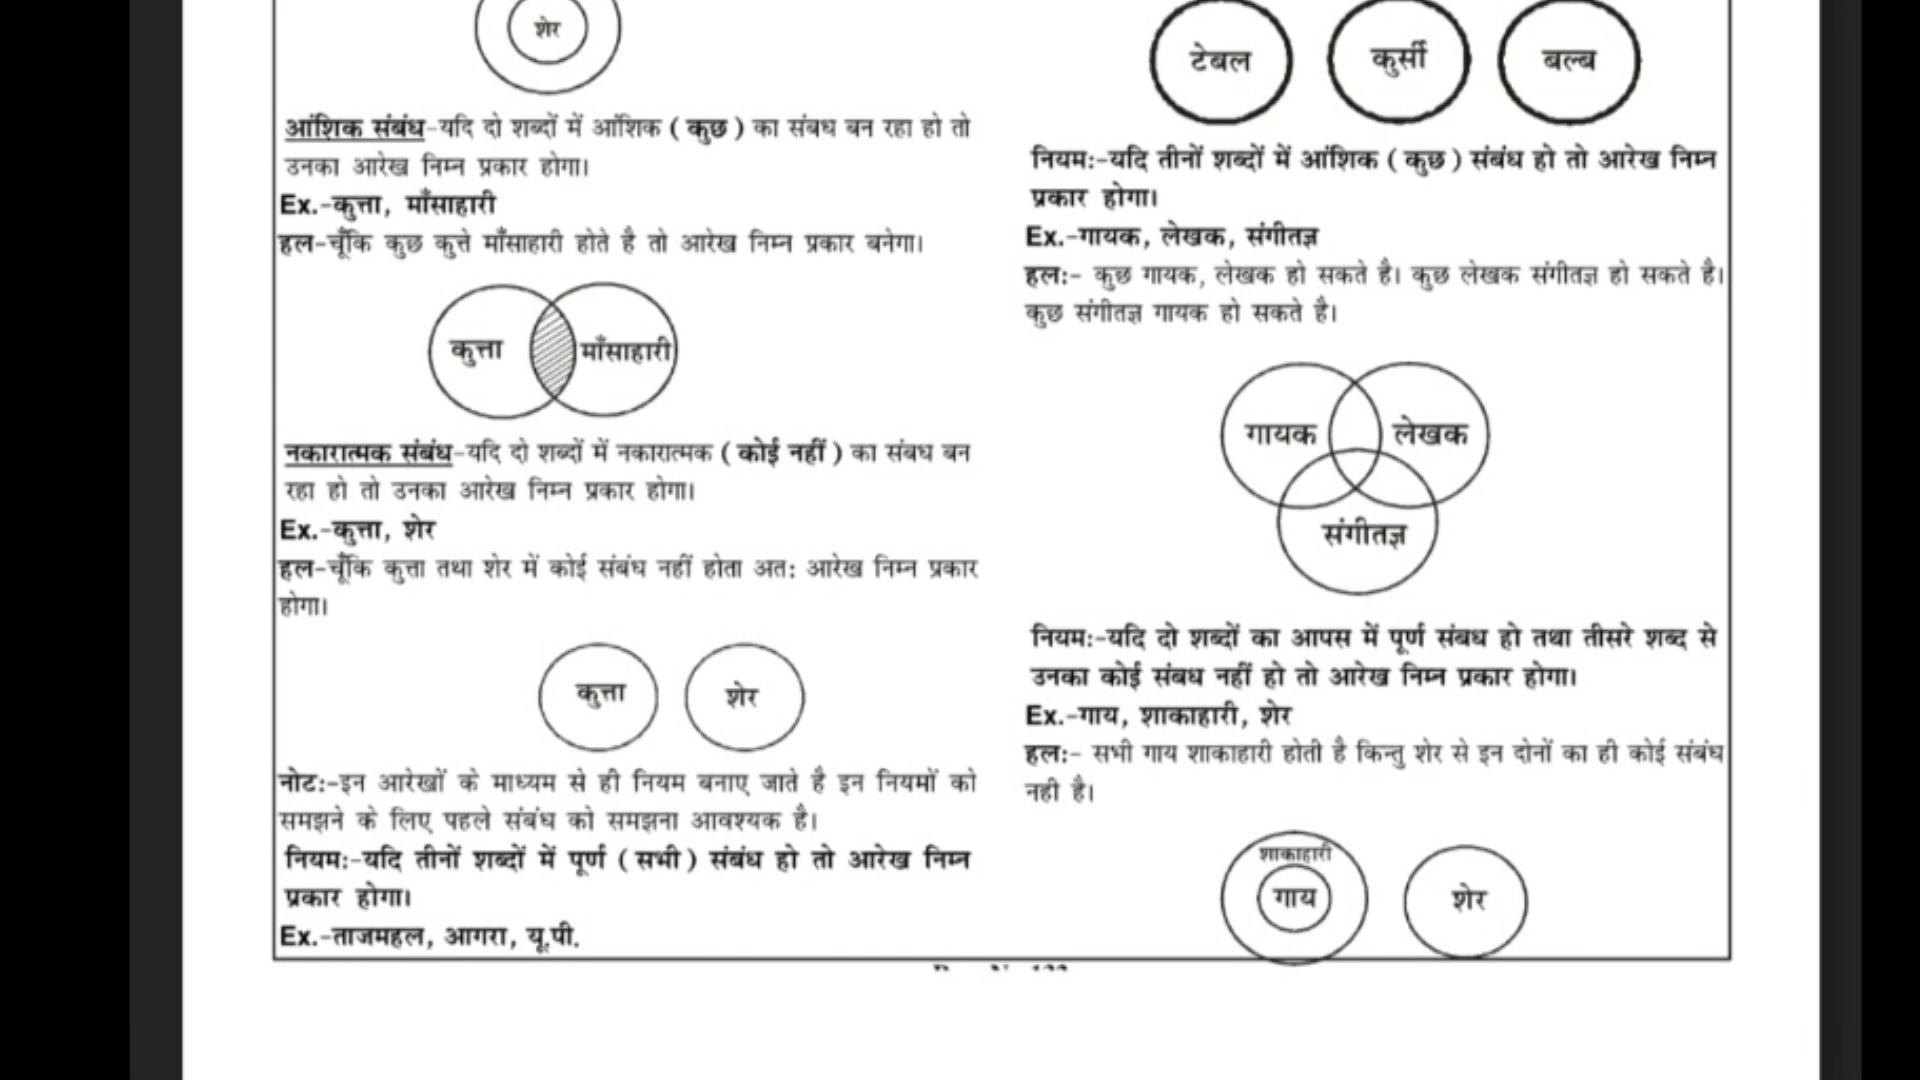 शेर
आंशिक संबंध-यदि दो शब्दों में आंशिक ( कुछ ) का संबध बन रहा हो तो
उनका आरेख निम्न प्रकार होगा।
Ex.-कुत्ता, माँसाहारी
हल-चूँकि कुछ कुत्ते माँसाहारी होते है तो आरेख निम्न प्रकार बनेगा।
कुत्ता माँसाहारी
नकारात्मक संबंध-यदि दो शब्दों में नकारात्मक ( कोई नहीं ) का संबध बन
रहा हो तो उनका आरेख निम्न प्रकार होगा।
Ex.-कुत्ता, शेर
हल-चूँकि कुत्ता तथा शेर में कोई संबंध नहीं होता अत: आरेख निम्न प्रकार
होगा।
कुत्ता शेर
नोट:-इन आरेखों के माध्यम से ही नियम बनाए जाते है इन नियमों को
समझने के लिए पहले संबंध को समझना आवश्यक है।
नियम:-यदि तीनों शब्दों में पूर्ण ( सभी ) संबंध हो तो आरेख निम्न
प्रकार होगा।
Ex.-ताजमहल, आगरा, यू.पी.
टेबल कुर्सी बल्ब
नियम:-यदि तीनों शब्दों में आंशिक ( कुछ ) संबंध हो तो आरेख निम्न
प्रकार होगा।
Ex.-गायक, लेखक, संगीतज्ञ
हल:- कुछ गायक, लेखक हो सकते है। कुछ लेखक संगीतज्ञ हो सकते है।
कुछ संगीतज्ञ गायक हो सकते है।
गायक लेखक
संगीतज्ञ
नियम:-यदि दो शब्दों का आपस में पूर्ण संबध हो तथा तीसरे शब्द से
उनका कोई संबध नहीं हो तो आरेख निम्न प्रकार होगा।
Ex.-गाय, शाकाहारी, शेर
हल:- सभी गाय शाकाहारी होती है किन्तु शेर से इन दोनों का ही कोई संबंध
नही है।
शाकाहारी
गाय शेर